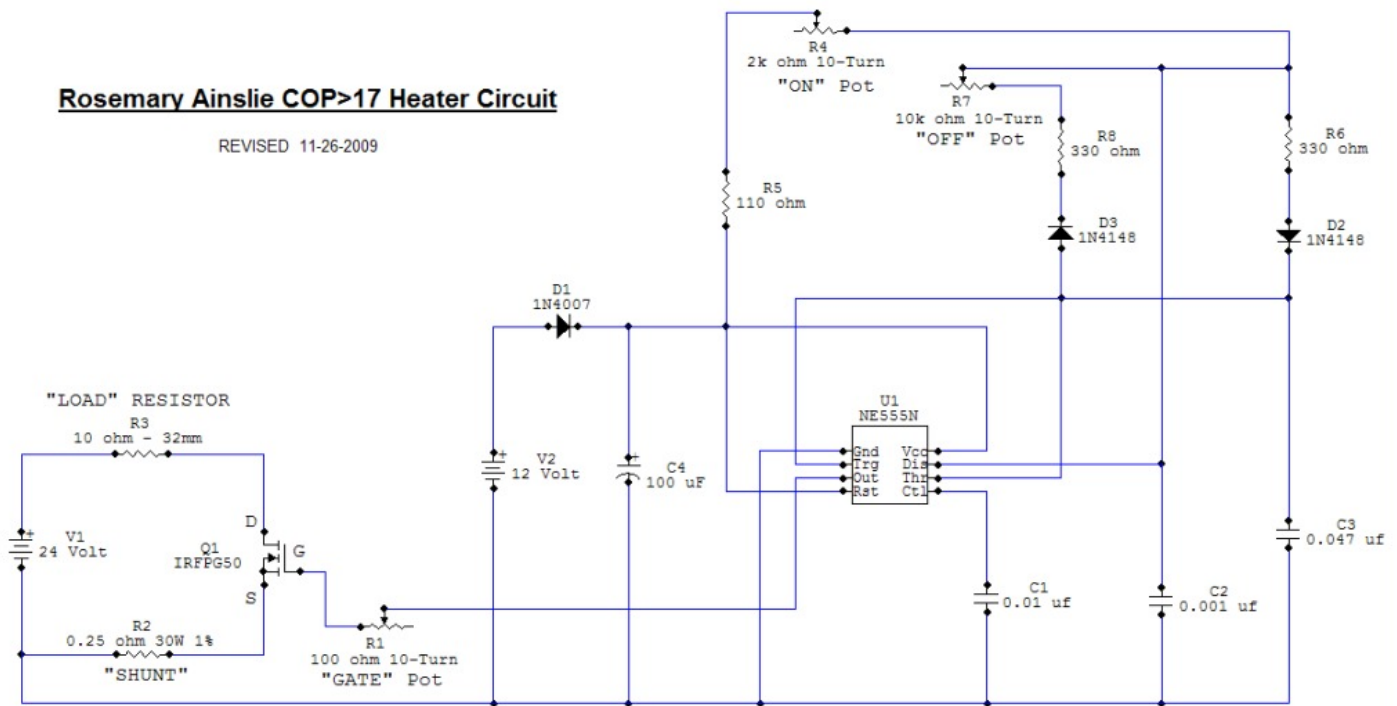 Rosemary Ainslie COP>17 Heater Circuit
REVISED 11-26-2009
R4
2k ohm 10-Turn
"ON" Pot
R7
10k ohm 10-Turn
"OFF" Pot
R8
330 ohm
R6
330 ohm
R5
110 ohm
D3
1N4148
D2
1N4148
D1
1N4007
"LOAD" RESISTOR
R3
10 ohm - 32mm
U1
NE555N
Gnd Vcc
Trg Dis
Out Thr
Rst Ctl
+
V2
12 Volt
+
C4
100 uF
+
V1
24 Volt
D
Q1
IRFPG50
G
S
C3
0.047 uf
C1
0.01 uf
C2
0.001 uf
R2
0.25 ohm 30W 1%
"SHUNT"
R1
100 ohm 10-Turn
"GATE" Pot